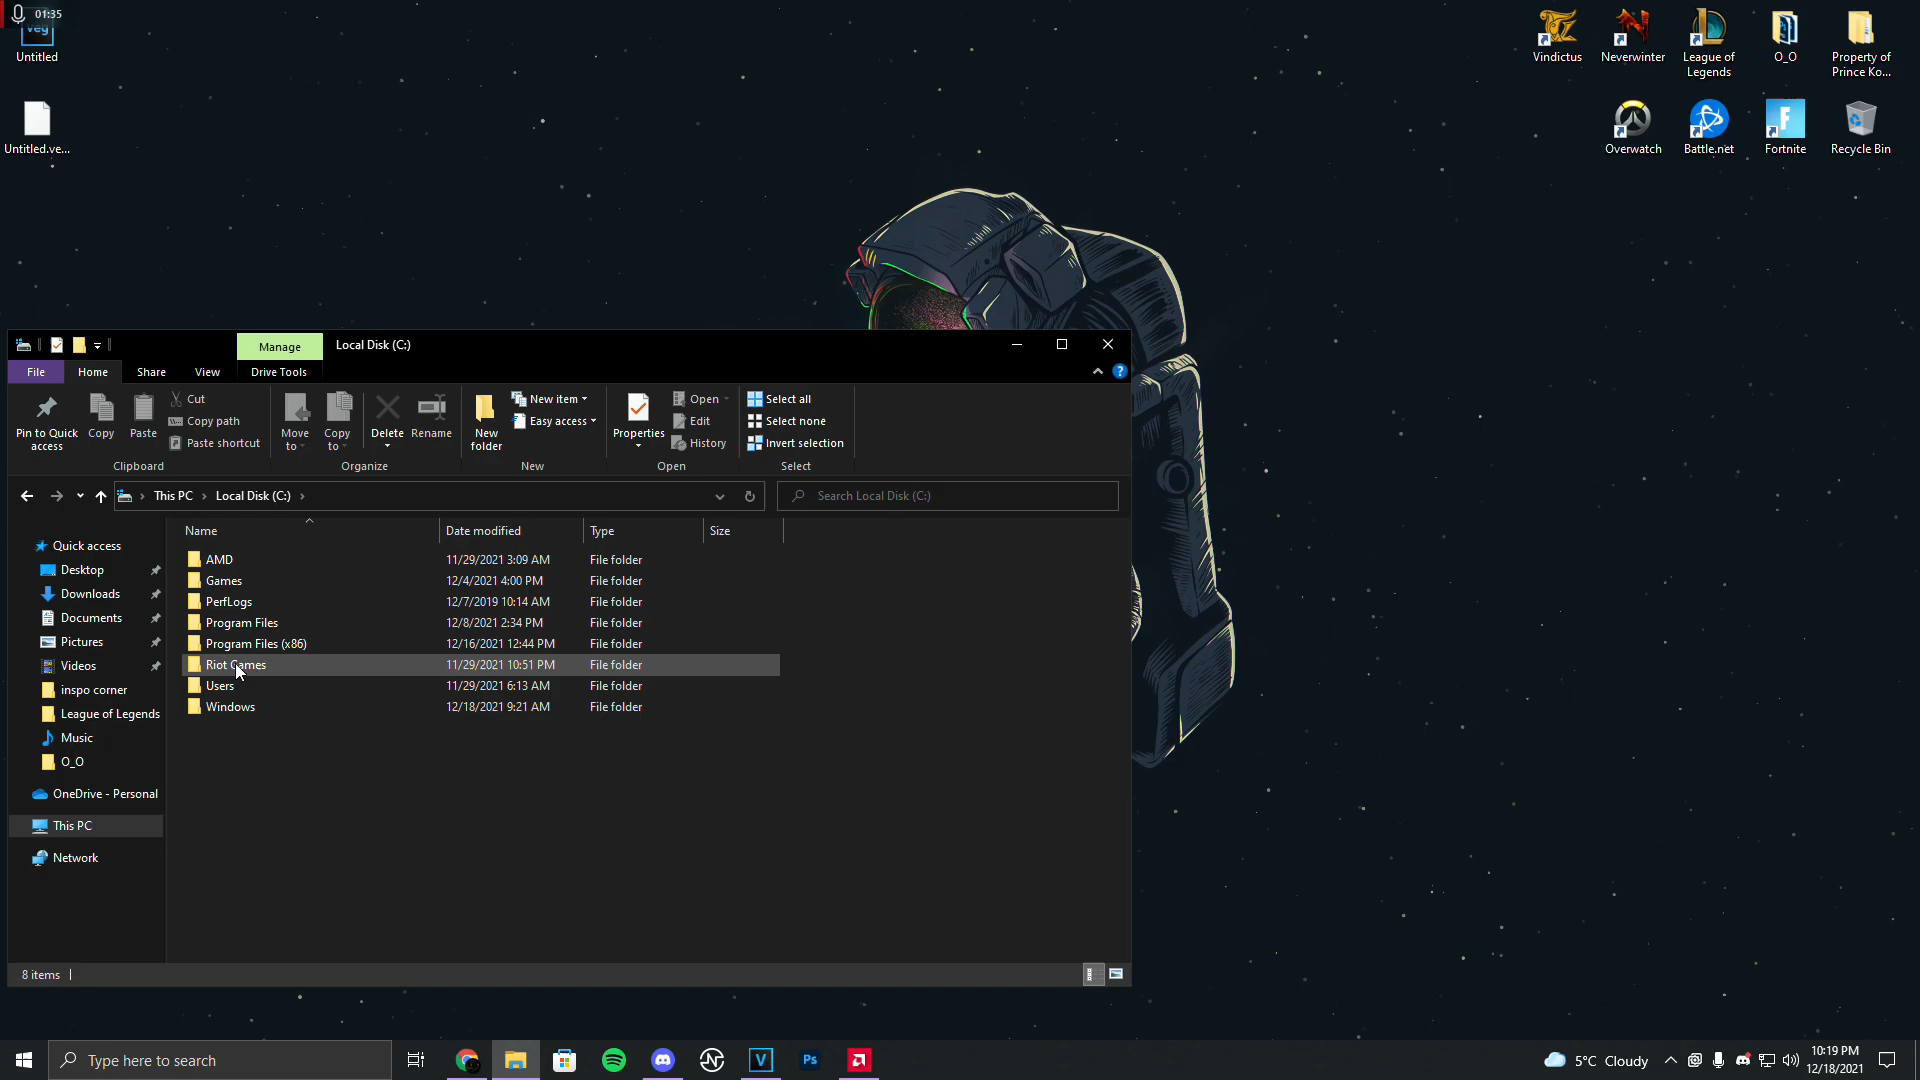 01:35
veg
Untitled
Untitled.ve...
Vindictus
Neverwinter
League of Legends
O_O
Property of Prince Ko...
Overwatch
Battle.net
Fortnite
Recycle Bin
Manage
Local Disk (C:)
File
Home
Share
View
Drive Tools
Pin to Quick access
Copy
Paste
Cut
Copy path
Paste shortcut
Move to
Copy to
Delete
Rename
New folder
New item
Easy access
Properties
Open
Edit
History
Select all
Select none
Invert selection
Clipboard
Organize
New
Open
Select
This PC
Local Disk (C:)
Search Local Disk (C:)
Name
Date modified
Type
Size
AMD 11/29/2021 3:09 AM File folder
Games 12/4/2021 4:00 PM File folder
PerfLogs 12/7/2019 10:14 AM File folder
Program Files 12/8/2021 2:34 PM File folder
Program Files (x86) 12/16/2021 12:44 PM File folder
Riot Games 11/29/2021 10:51 PM File folder
Users 11/29/2021 6:13 AM File folder
Windows 12/18/2021 9:21 AM File folder
Quick access
Desktop
Downloads
Documents
Pictures
Videos
inspo corner
League of Legends
Music
O_O
OneDrive - Personal
This PC
Network
8 items
Type here to search
V
Ps
5°C Cloudy
10:19 PM
12/18/2021